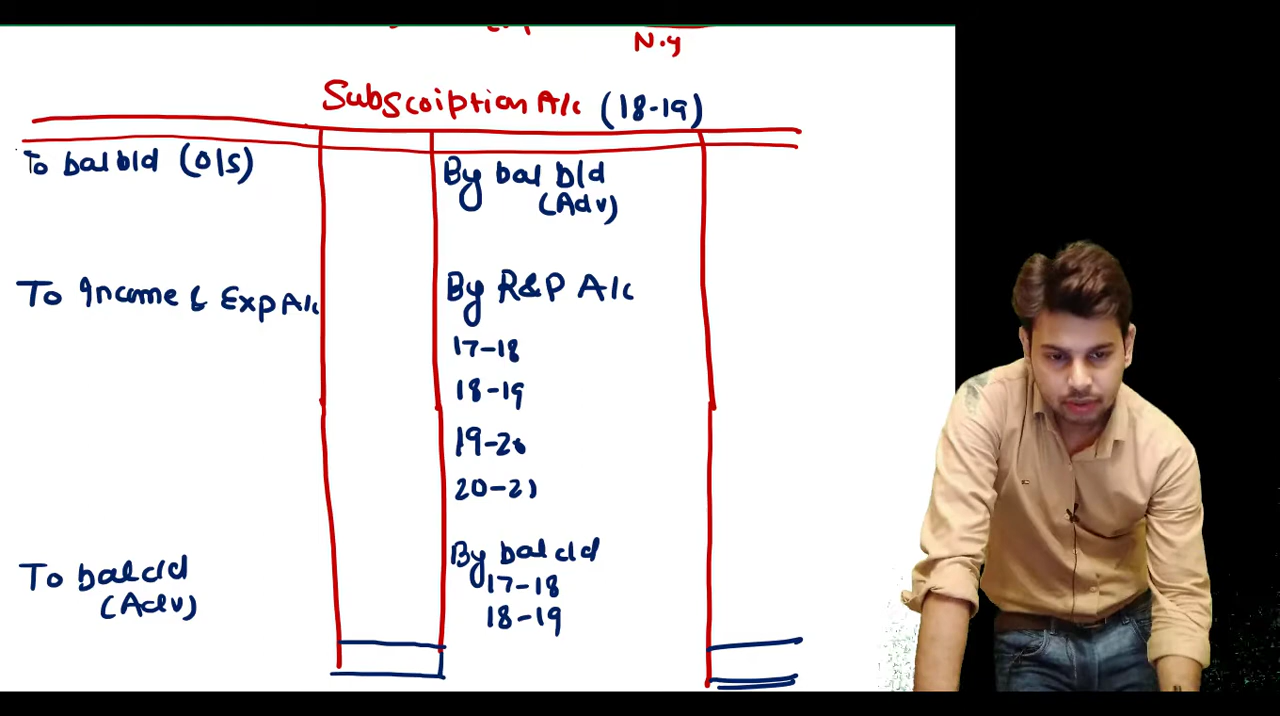 N.y
Subscoiption A/c (18-19)
To bal b/d (O/S)
By bal b/d
(Adv)
To Income & Exp A/c
By R&P A/c
17-18
18-19
19-20
20-21
To bal c/d
(Adv)
By bal c/d
17-18
18-19